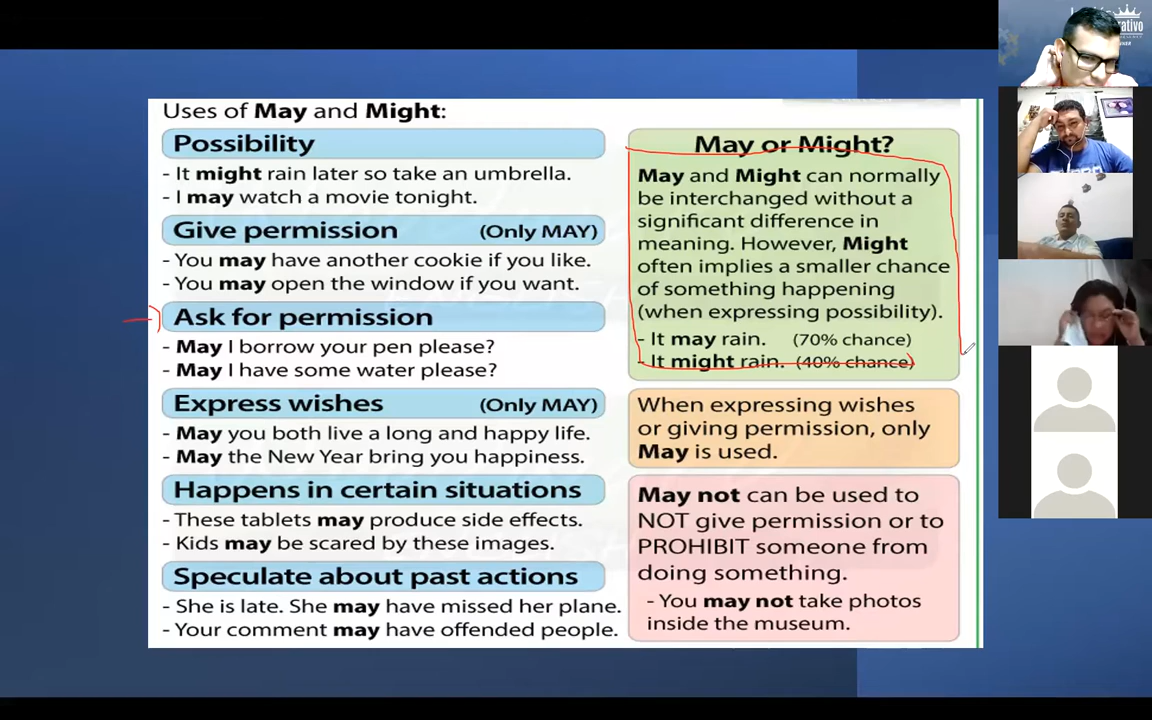 Uses of May and Might:
Possibility
- It might rain later so take an umbrella.
- I may watch a movie tonight.
Give permission (Only MAY)
- You may have another cookie if you like.
- You may open the window if you want.
Ask for permission
- May I borrow your pen please?
- May I have some water please?
Express wishes (Only MAY)
- May you both live a long and happy life.
- May the New Year bring you happiness.
Happens in certain situations
- These tablets may produce side effects.
- Kids may be scared by these images.
Speculate about past actions
- She is late. She may have missed her plane.
- Your comment may have offended people.
May or Might?
May and Might can normally
be interchanged without a
significant difference in
meaning. However, Might
often implies a smaller chance
of something happening
(when expressing possibility).
- It may rain. (70% chance)
- It might rain. (40% chance)
When expressing wishes
or giving permission, only
May is used.
May not can be used to
NOT give permission or to
PROHIBIT someone from
doing something.
- You may not take photos
inside the museum.